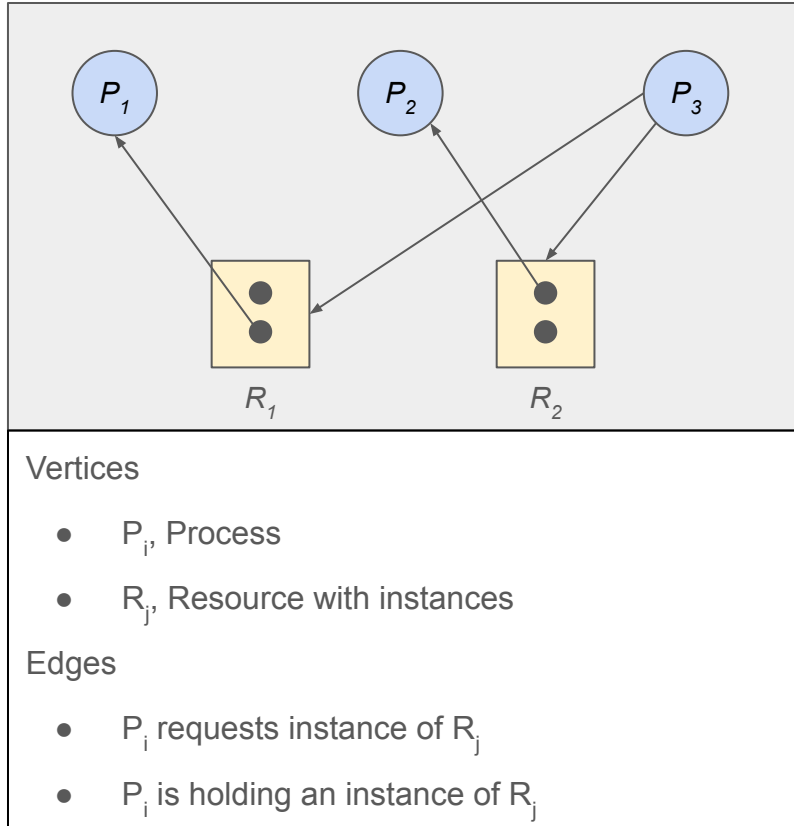 P₁ P₂ P₃
R₁ R₂
Vertices
● Pᵢ, Process
● Rⱼ, Resource with instances
Edges
● Pᵢ requests instance of Rⱼ
● Pᵢ is holding an instance of Rⱼ